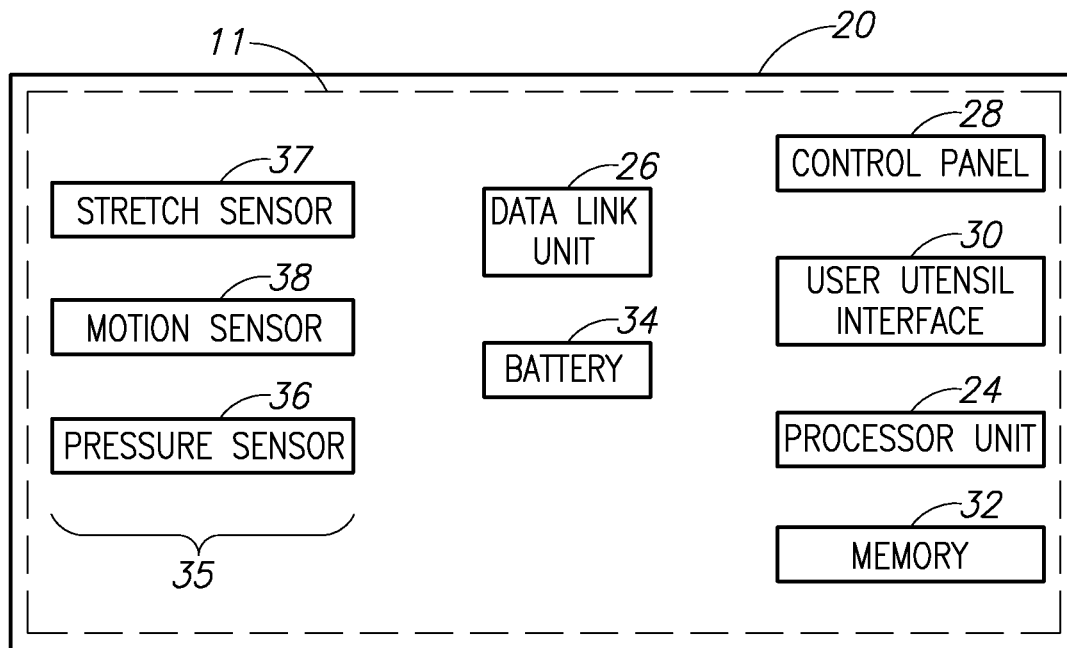 11
20
37
STRETCH SENSOR
38
MOTION SENSOR
36
PRESSURE SENSOR
35
26
DATA LINK
UNIT
34
BATTERY
28
CONTROL PANEL
30
USER UTENSIL
INTERFACE
24
PROCESSOR UNIT
32
MEMORY